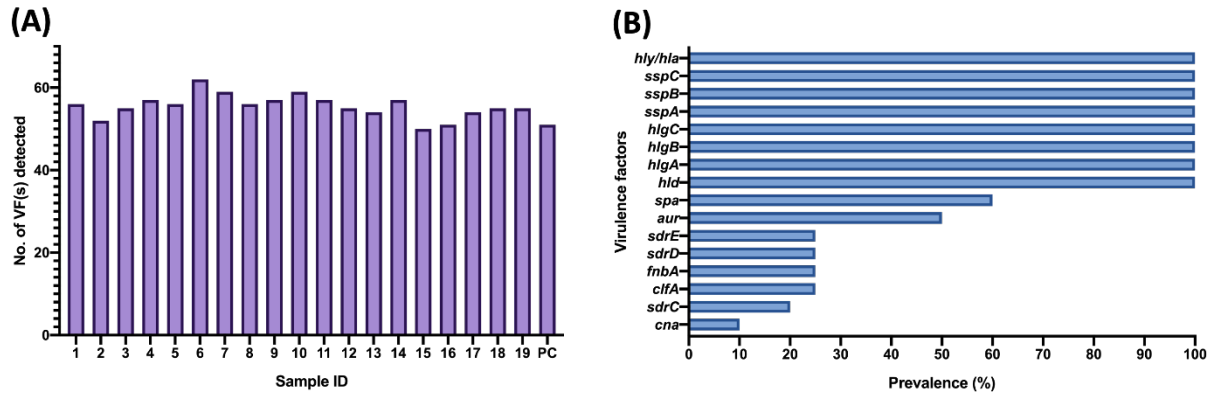 (A)
No. of VF(s) detected
60
40
20
0
1 2 3 4 5 6 7 8 9 10 11 12 13 14 15 16 17 18 19 PC
Sample ID
(B)
Virulence factors
hly/hla
sspC
sspB
sspA
hlgC
hlgB
hlgA
hld
spa
aur
sdrE
sdrD
fnbA
clfA
sdrC
cna
0 10 20 30 40 50 60 70 80 90 100
Prevalence (%)